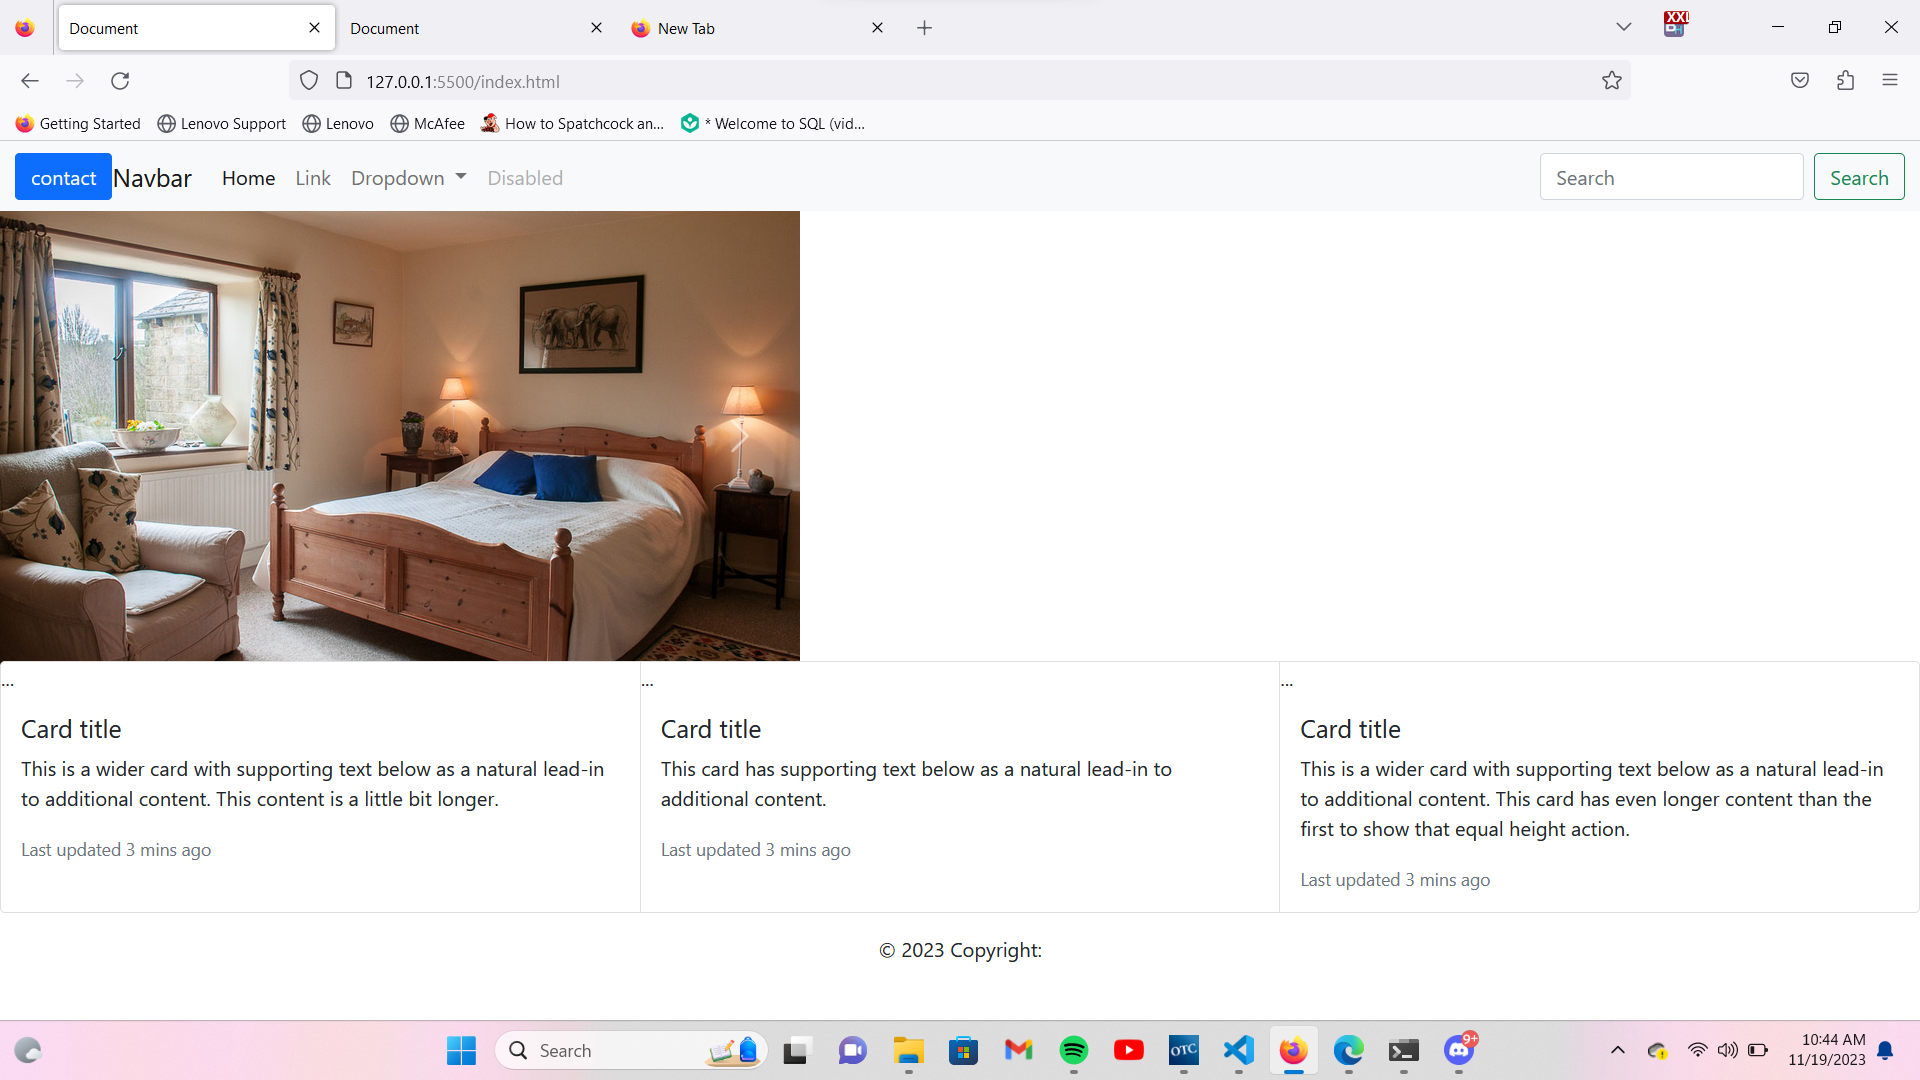 Document
Document
New Tab
XXL
127.0.0.1:5500/index.html
Getting Started
Lenovo Support
Lenovo
McAfee
How to Spatchcock an...
* Welcome to SQL (vid...
contact
Navbar
Home
Link
Dropdown
Disabled
Search
Search
...
Card title
This is a wider card with supporting text below as a natural lead-in
to additional content. This content is a little bit longer.
Last updated 3 mins ago
...
Card title
This card has supporting text below as a natural lead-in to
additional content.
Last updated 3 mins ago
...
Card title
This is a wider card with supporting text below as a natural lead-in
to additional content. This card has even longer content than the
first to show that equal height action.
Last updated 3 mins ago
© 2023 Copyright:
Search
OTC
9+
10:44 AM
11/19/2023